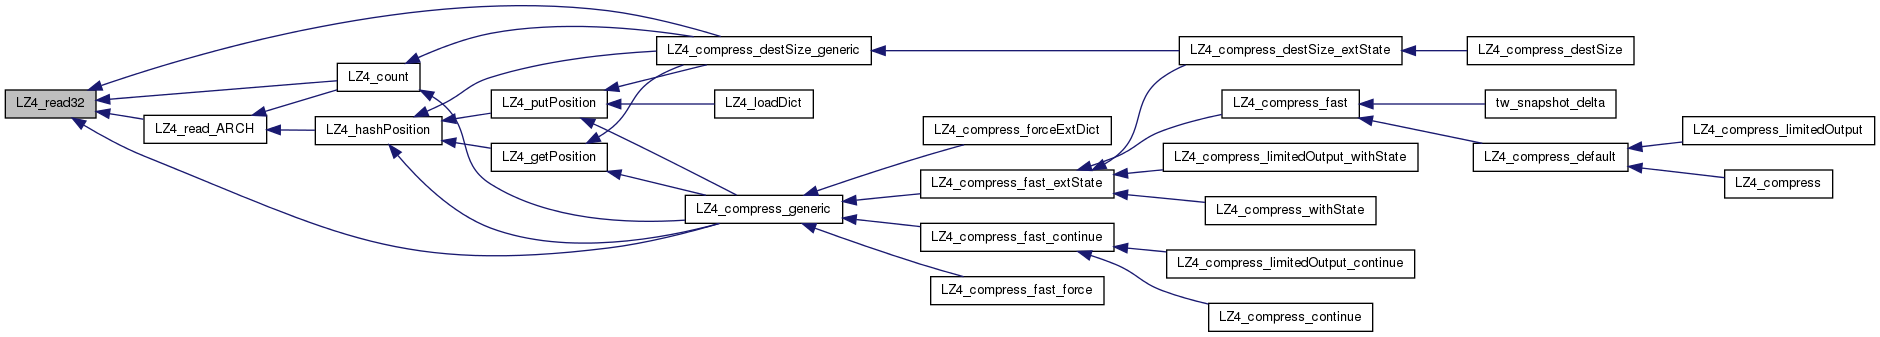 LZ4_read32
LZ4_count
LZ4_read_ARCH
LZ4_hashPosition
LZ4_putPosition
LZ4_getPosition
LZ4_compress_destSize_generic
LZ4_loadDict
LZ4_compress_generic
LZ4_compress_forceExtDict
LZ4_compress_fast_extState
LZ4_compress_fast_continue
LZ4_compress_fast_force
LZ4_compress_destSize_extState
LZ4_compress_fast
LZ4_compress_limitedOutput_withState
LZ4_compress_withState
LZ4_compress_limitedOutput_continue
LZ4_compress_continue
LZ4_compress_destSize
tw_snapshot_delta
LZ4_compress_default
LZ4_compress_limitedOutput
LZ4_compress